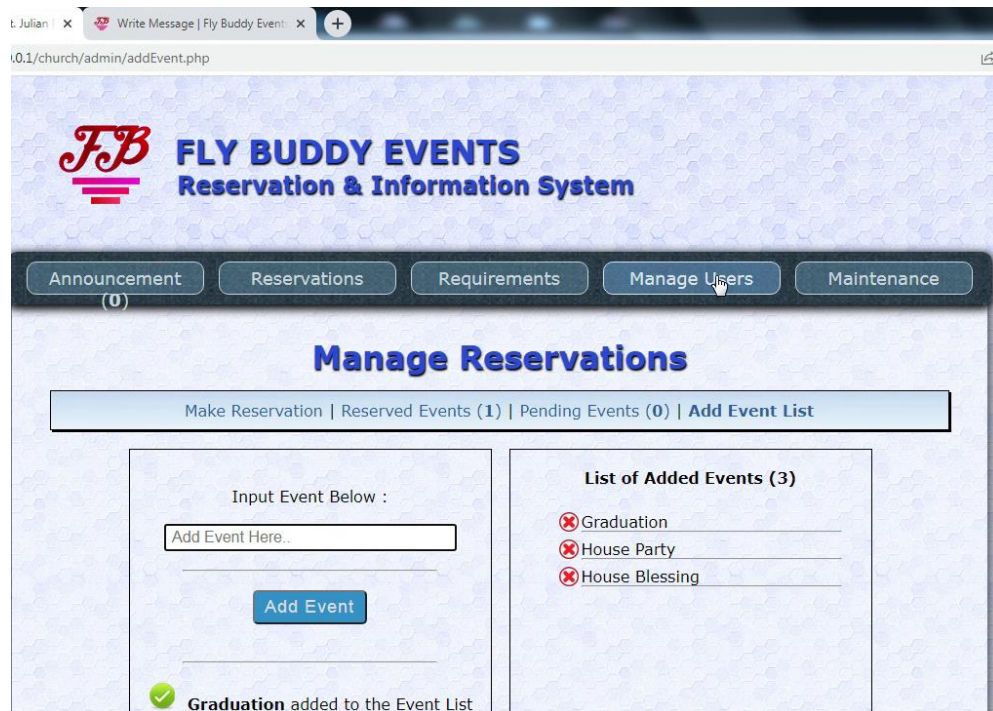 t. Julian
Write Message | Fly Buddy Event
.0.1/church/admin/addEvent.php
FB
FLY BUDDY EVENTS
Reservation & Information System
Announcement (0)
Reservations
Requirements
Manage Users
Maintenance
Manage Reservations
Make Reservation | Reserved Events (1) | Pending Events (0) | Add Event List
Input Event Below :
Add Event Here..
Add Event
Graduation added to the Event List
List of Added Events (3)
Graduation
House Party
House Blessing